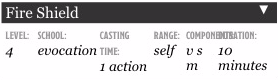 Fire Shield ▼
LEVEL: SCHOOL: CASTING TIME: RANGE: COMPONENTS: DURATION:
4 evocation 1 action self v s m 10 minutes